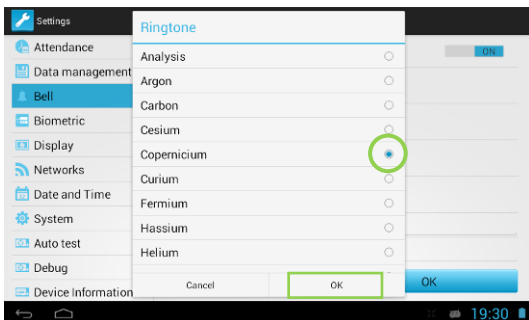 Settings
Attendance
Data management
Bell
Biometric
Display
Networks
Date and Time
System
Auto test
Debug
Device Information
Ringtone
Analysis
Argon
Carbon
Cesium
Copernicium
Curium
Fermium
Hassium
Helium
Cancel
OK
ON
OK
19:30